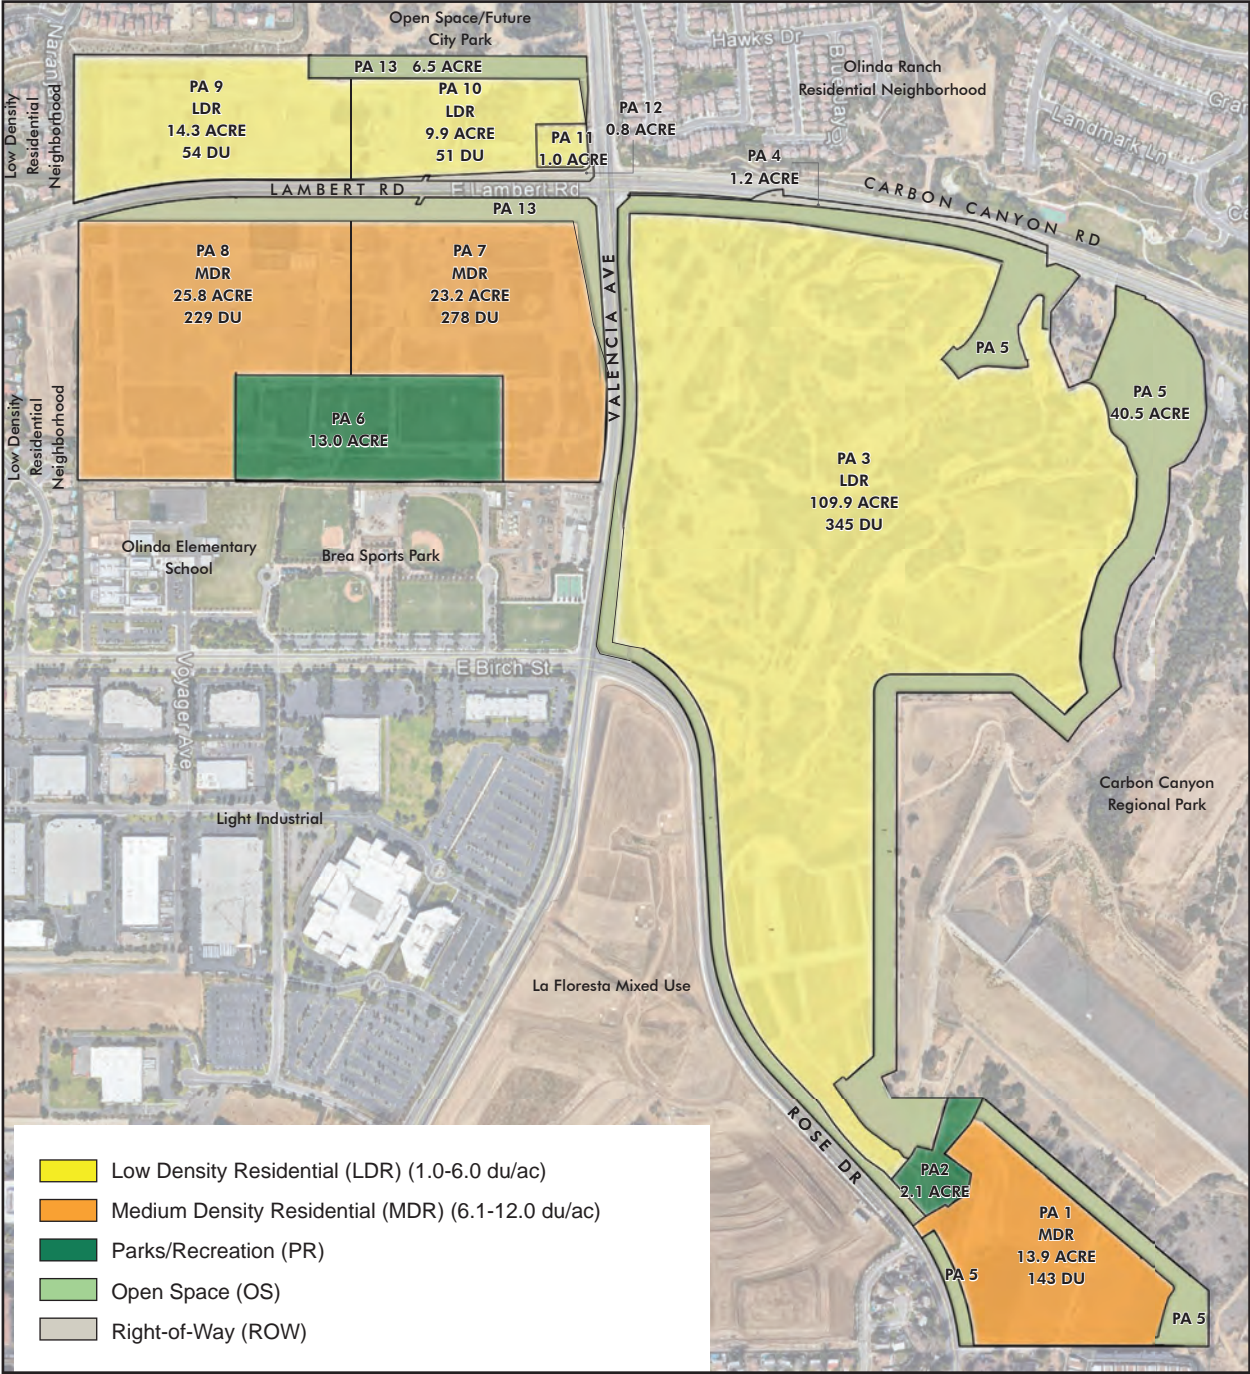 Open Space/Future
City Park
Naran
Hawks Dr
Bluejay C
Olinda Ranch
Residential Neighborhood
Landmark Ln
PA 13 6.5 ACRE
PA 9
LDR
14.3 ACRE
54 DU
PA 10
LDR
9.9 ACRE
51 DU
PA 11
1.0 ACRE
PA 12
0.8 ACRE
PA 4
1.2 ACRE
Low Density
Residential
Neighborhood
LAMBERT RD
E Lambert Rd
CARBON CANYON RD
PA 13
PA 8
MDR
25.8 ACRE
229 DU
PA 7
MDR
23.2 ACRE
278 DU
VALENCIA AVE
PA 5
PA 5
40.5 ACRE
PA 6
13.0 ACRE
Low Density
Residential
Neighborhood
PA 3
LDR
109.9 ACRE
345 DU
Olinda Elementary
School
Brea Sports Park
E Birch St
Voyager Ave
Carbon Canyon
Regional Park
Light Industrial
La Floresta Mixed Use
ROSE DR
PA2
2.1 ACRE
PA 1
MDR
13.9 ACRE
143 DU
PA 5
PA 5
Low Density Residential (LDR) (1.0-6.0 du/ac)
Medium Density Residential (MDR) (6.1-12.0 du/ac)
Parks/Recreation (PR)
Open Space (OS)
Right-of-Way (ROW)